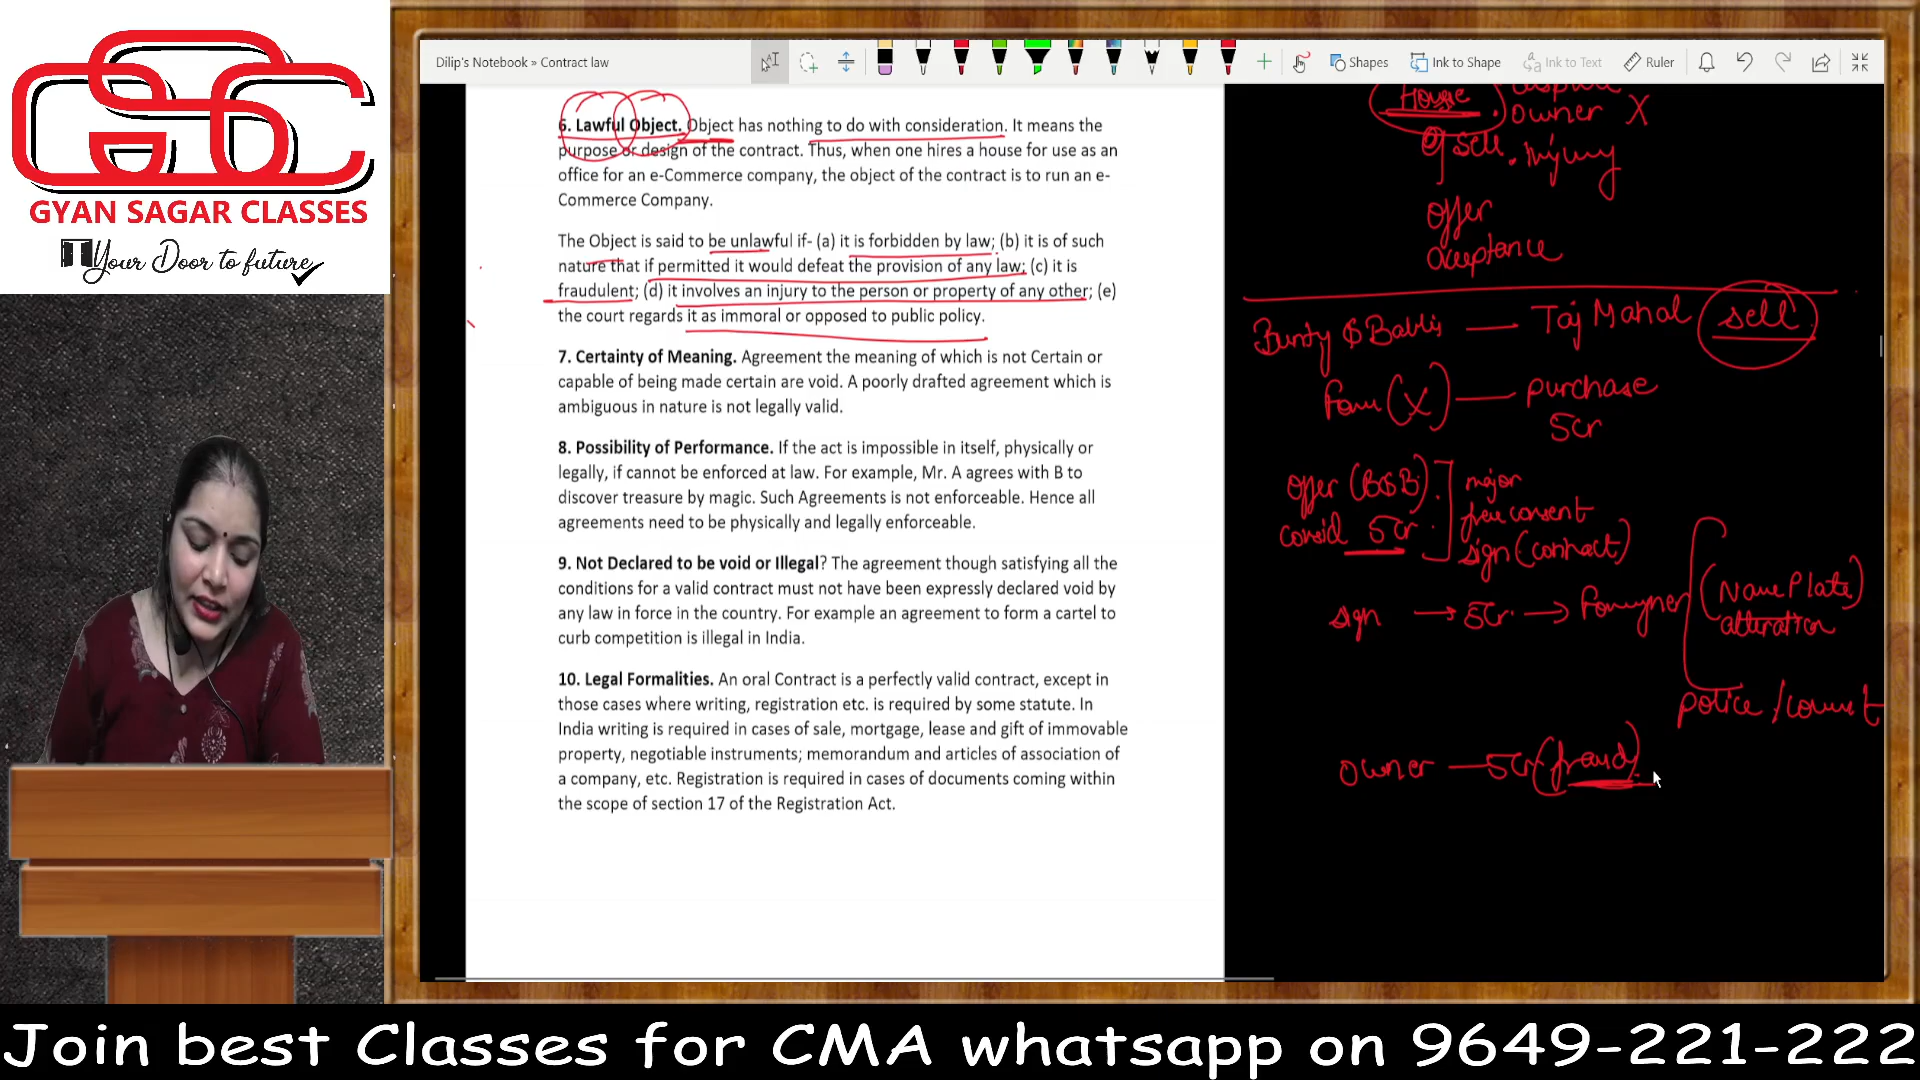 GSC
GYAN SAGAR CLASSES
Your Door to future
Dilip's Notebook » Contract law
Shapes
Ink to Shape
Ink to Text
Ruler
6. Lawful Object. Object has nothing to do with consideration. It means the
purpose or design of the contract. Thus, when one hires a house for use as an
office for an e-Commerce company, the object of the contract is to run an e-
Commerce Company.
The Object is said to be unlawful if- (a) it is forbidden by law; (b) it is of such
nature that if permitted it would defeat the provision of any law; (c) it is
fraudulent; (d) it involves an injury to the person or property of any other; (e)
the court regards it as immoral or opposed to public policy.
7. Certainty of Meaning. Agreement the meaning of which is not Certain or
capable of being made certain are void. A poorly drafted agreement which is
ambiguous in nature is not legally valid.
8. Possibility of Performance. If the act is impossible in itself, physically or
legally, if cannot be enforced at law. For example, Mr. A agrees with B to
discover treasure by magic. Such Agreements is not enforceable. Hence all
agreements need to be physically and legally enforceable.
9. Not Declared to be void or Illegal? The agreement though satisfying all the
conditions for a valid contract must not have been expressly declared void by
any law in force in the country. For example an agreement to form a cartel to
curb competition is illegal in India.
10. Legal Formalities. An oral Contract is a perfectly valid contract, except in
those cases where writing, registration etc. is required by some statute. In
India writing is required in cases of sale, mortgage, lease and gift of immovable
property, negotiable instruments; memorandum and articles of association of
a company, etc. Registration is required in cases of documents coming within
the scope of section 17 of the Registration Act.
House
owner X
sell . injury
offer
acceptance
Bunty & Babli — Taj Mahal sell
(X) — purchase
5cr
offer (B&B) major
consid 5cr free consent
sign (contract)
sign → 5cr →
(Name Plate)
alteration
police /
owner — 5cr (fraud)
Join best Classes for CMA whatsapp on 9649-221-222